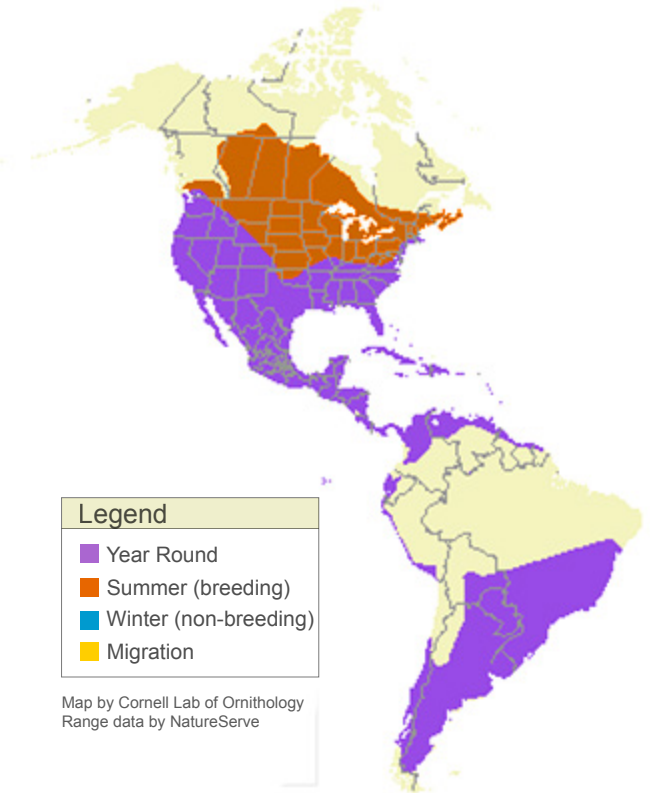 Legend
Year Round
Summer (breeding)
Winter (non-breeding)
Migration
Map by Cornell Lab of Ornithology
Range data by NatureServe